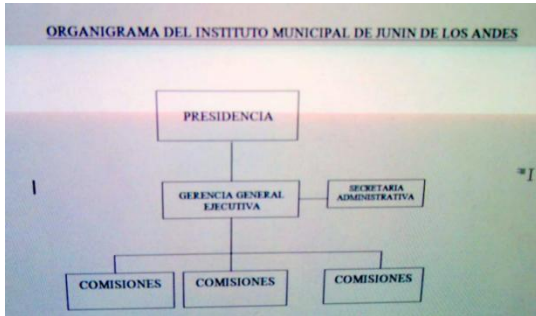 ORGANIGRAMA DEL INSTITUTO MUNICIPAL DE JUNIN DE LOS ANDES
PRESIDENCIA
GERENCIA GENERAL
EJECUTIVA
SECRETARIA
ADMINISTRATIVA
COMISIONES
COMISIONES
COMISIONES